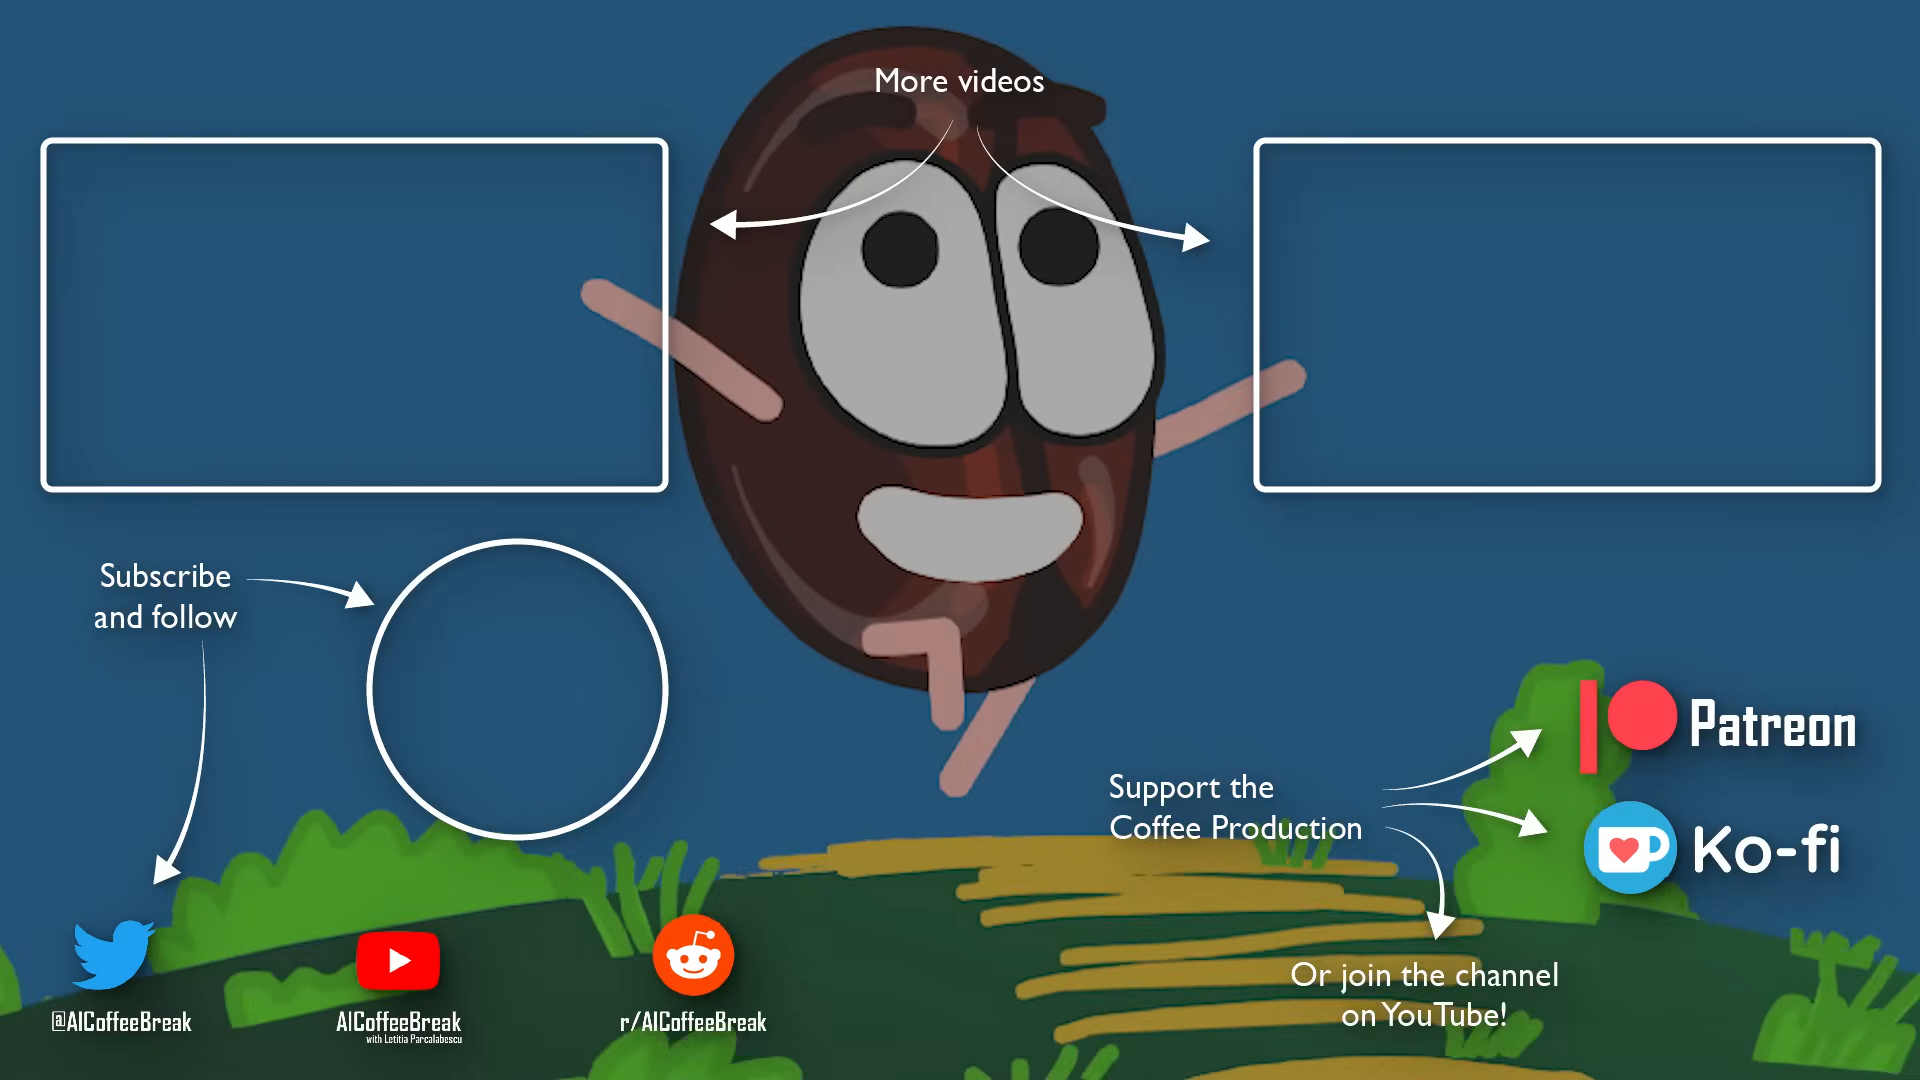 More videos
Subscribe
and follow
Patreon
Support the
Coffee Production
Ko-fi
Or join the channel
on YouTube!
@AICoffeeBreak
AICoffeeBreak
with Letitia Parcalabescu
r/AICoffeeBreak